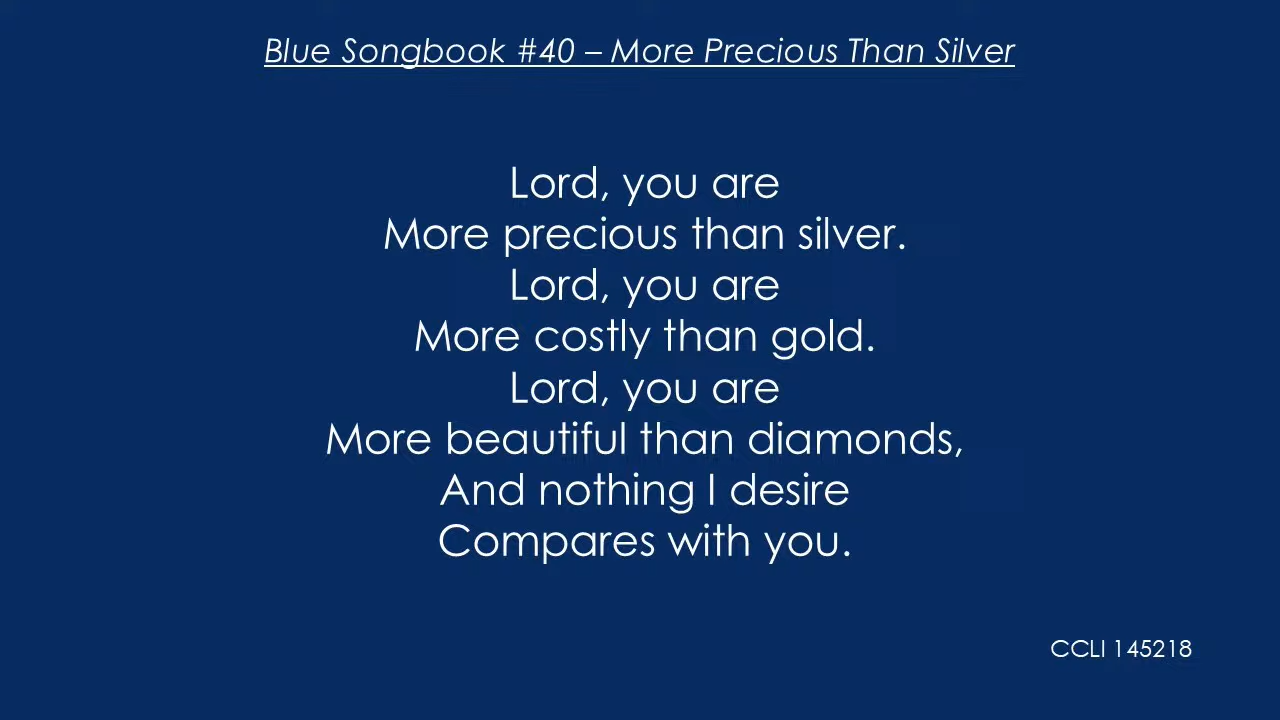 Blue Songbook #40 – More Precious Than Silver
Lord, you are
More precious than silver.
Lord, you are
More costly than gold.
Lord, you are
More beautiful than diamonds,
And nothing I desire
Compares with you.
CCLI 145218